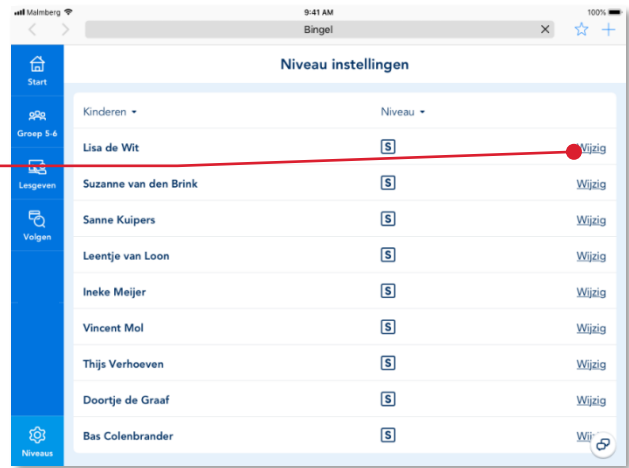 Malmberg 9:41 AM 100%
Bingel
Niveau instellingen
Start
Groep 5-6
Lesgeven
Volgen
Niveaus
Kinderen Niveau
Lisa de Wit S Wijzig
Suzanne van den Brink S Wijzig
Sanne Kuipers S Wijzig
Leentje van Loon S Wijzig
Ineke Meijer S Wijzig
Vincent Mol S Wijzig
Thijs Verhoeven S Wijzig
Doortje de Graaf S Wijzig
Bas Colenbrander S